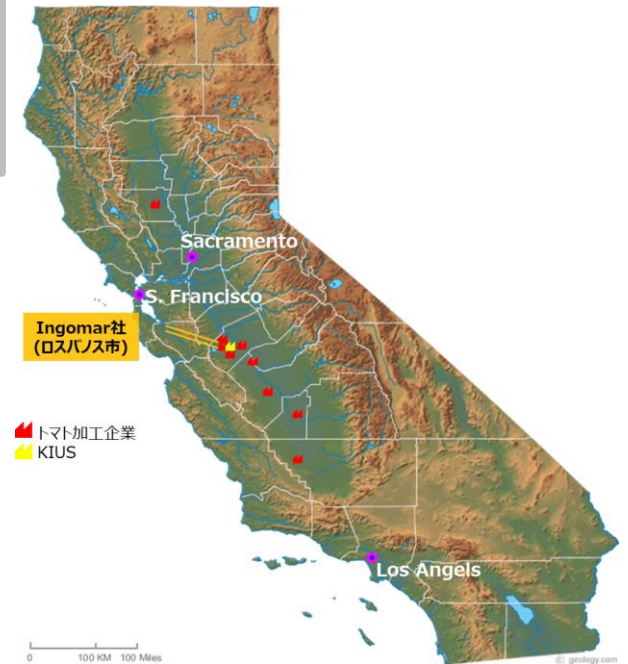 Sacramento
S. Francisco
Ingomar社
(ロスバノス市)
トマト加工企業
KIUS
Los Angels
0 100 KM 100 Miles
© geology.com